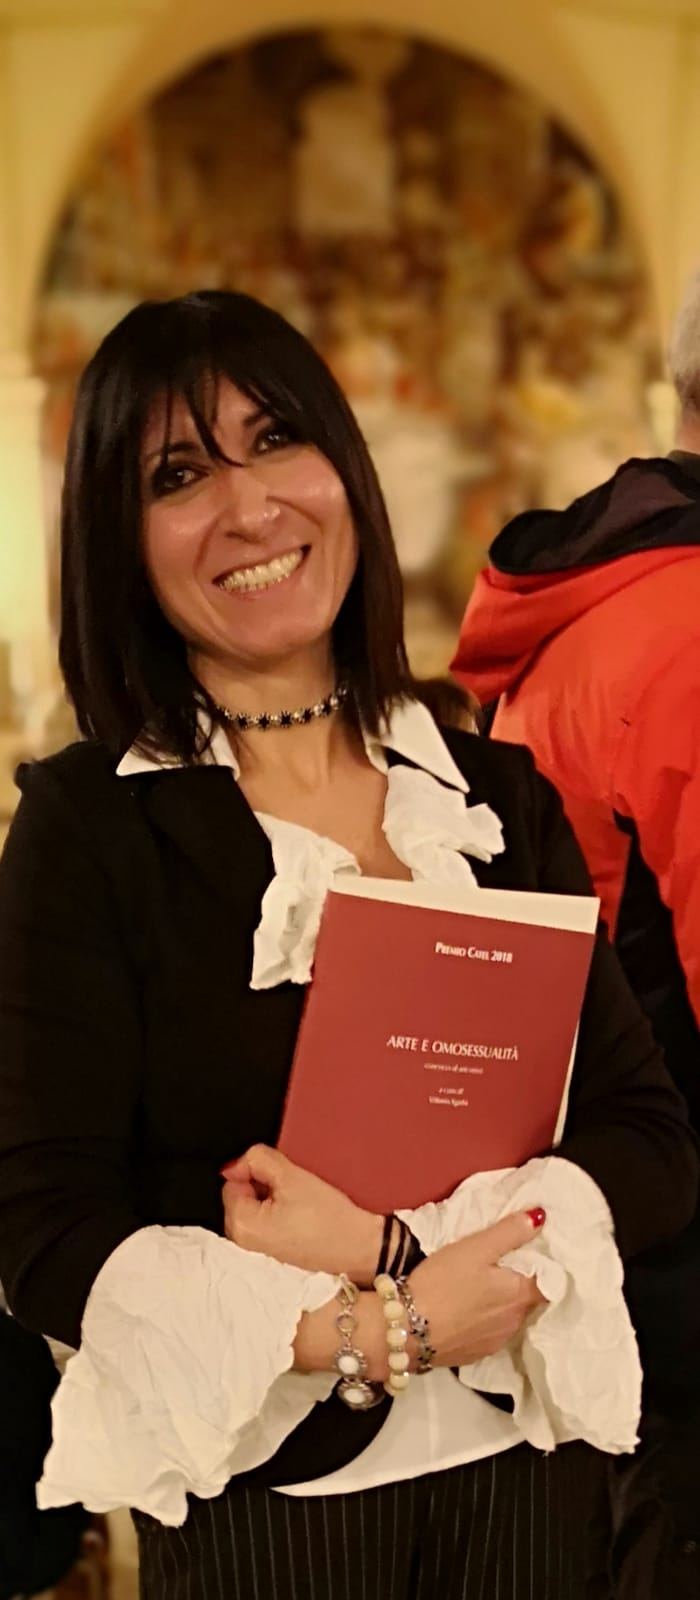 PREMIO CATEL 2018
ARTE E OMOSESSUALITÀ
a cura di
Vittorio Sgarbi